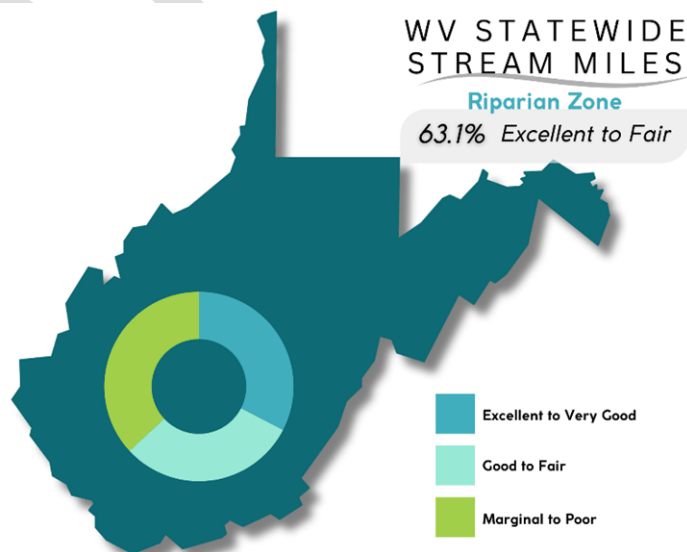 WV STATEWIDE
STREAM MILES
Riparian Zone
63.1% Excellent to Fair
Excellent to Very Good
Good to Fair
Marginal to Poor